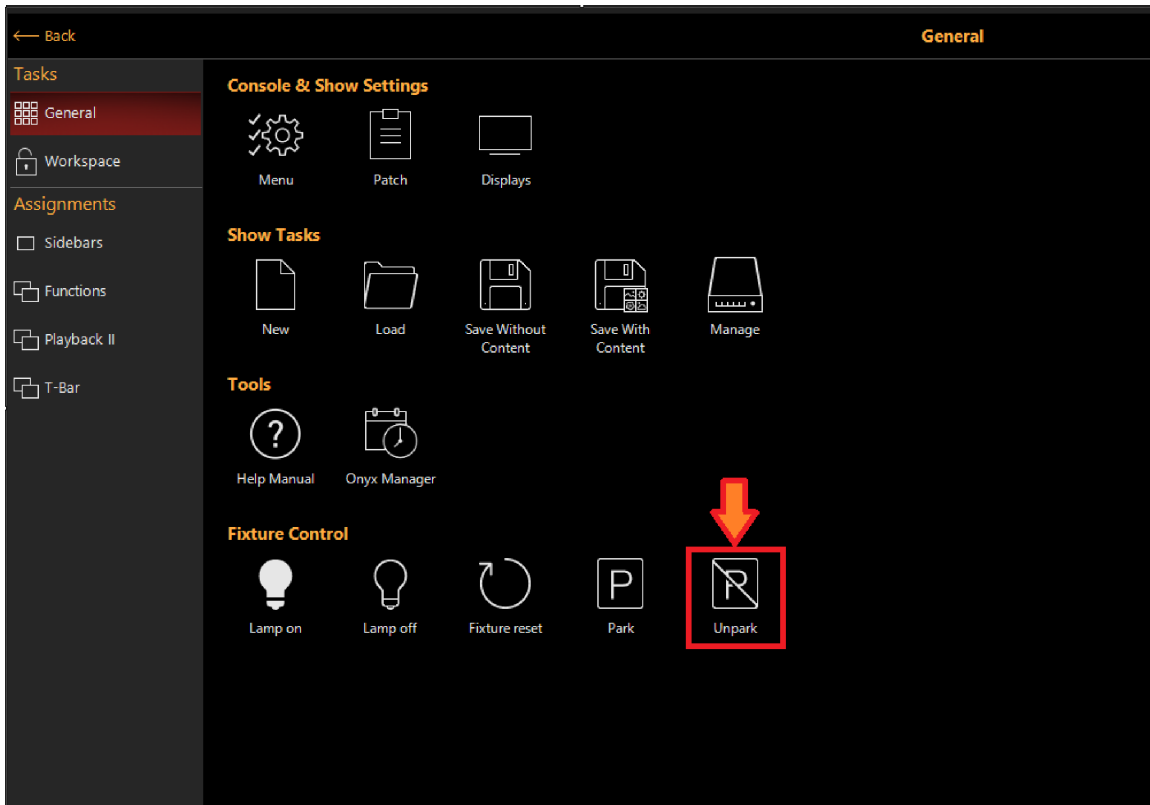 Back
General
Tasks
General
Workspace
Assignments
Sidebars
Functions
Playback II
T-Bar
Console & Show Settings
Menu
Patch
Displays
Show Tasks
New
Load
Save Without
Content
Save With
Content
Manage
Tools
?
Help Manual
Onyx Manager
Fixture Control
Lamp on
Lamp off
Fixture reset
P
Park
P
Unpark